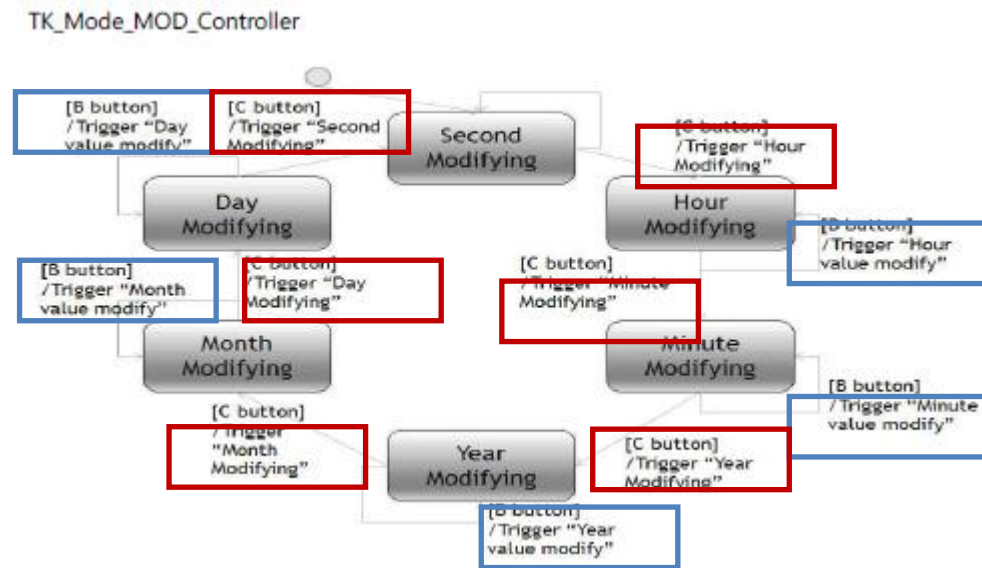 TK_Mode_MOD_Controller
[B button]
/Trigger "Day
value modify"
[C button]
/Trigger "Second
Modifying"
Second
Modifying
[C button]
/Trigger "Hour
Modifying"
Day
Modifying
Hour
Modifying
[B button]
/Trigger "Hour
value modify"
[B button]
/Trigger "Month
value modify"
[C button]
/Trigger "Day
Modifying"
[C button]
/Trigger "Minute
Modifying"
Month
Modifying
Minute
Modifying
[B button]
/Trigger "Minute
value modify"
[C button]
/Trigger
"Month
Modifying"
Year
Modifying
[C button]
/Trigger "Year
Modifying"
[B button]
/Trigger "Year
value modify"